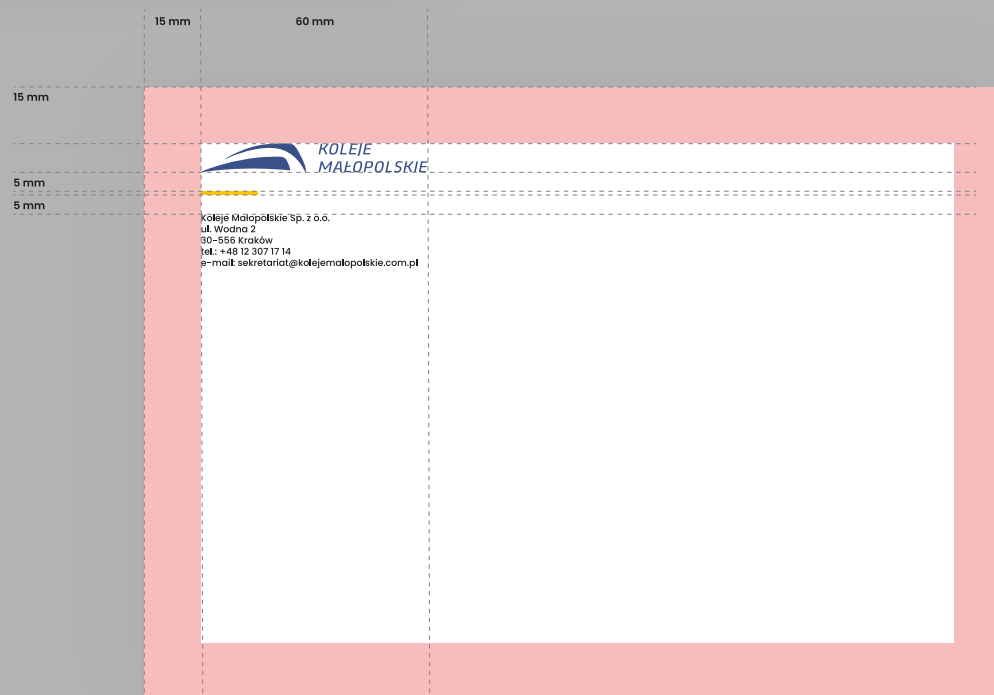 15 mm
60 mm
15 mm
KOLEJE
MAŁOPOLSKIE
5 mm
5 mm
Koleje Małopolskie Sp. z o.o.
ul. Wodna 2
30-556 Kraków
tel.: +48 12 307 17 14
e-mail: sekretariat@kolejemalopolskie.com.pl